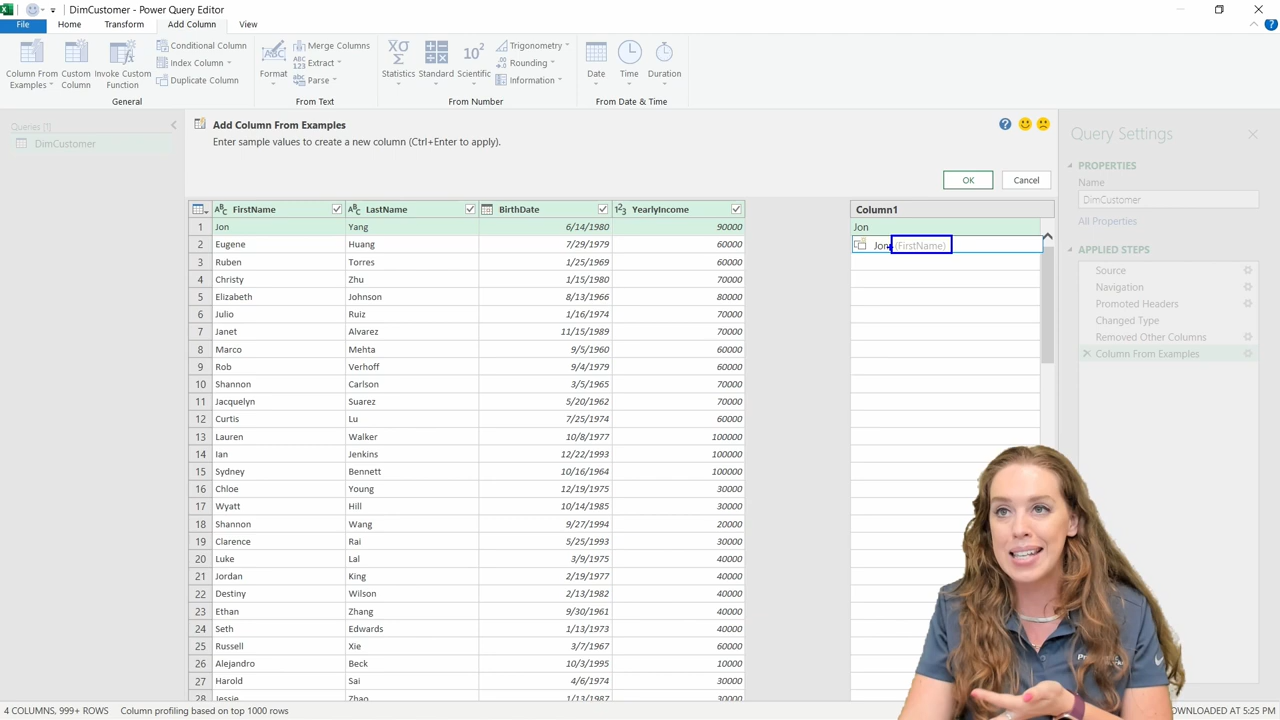 DimCustomer - Power Query Editor
File Home Transform Add Column View
Column From Examples
Custom Column
Invoke Custom Function
Conditional Column
Index Column
Duplicate Column
General
Format
Merge Columns
Extract
Parse
From Text
Statistics
Standard
Scientific
Trigonometry
Rounding
Information
From Number
Date
Time
Duration
From Date & Time
Queries [1]
DimCustomer
Add Column From Examples
Enter sample values to create a new column (Ctrl+Enter to apply).
OK Cancel
FirstName LastName BirthDate YearlyIncome Column1
1 Jon Yang 6/14/1980 90000 Jon
2 Eugene Huang 7/29/1979 60000 Jon (FirstName)
3 Ruben Torres 1/25/1969 60000
4 Christy Zhu 1/15/1980 70000
5 Elizabeth Johnson 8/13/1966 80000
6 Julio Ruiz 1/16/1974 70000
7 Janet Alvarez 11/15/1989 70000
8 Marco Mehta 9/5/1960 60000
9 Rob Verhoff 9/4/1979 60000
10 Shannon Carlson 3/5/1965 70000
11 Jacquelyn Suarez 5/20/1962 70000
12 Curtis Lu 7/25/1974 60000
13 Lauren Walker 10/8/1977 100000
14 Ian Jenkins 12/22/1993 100000
15 Sydney Bennett 10/16/1964 100000
16 Chloe Young 12/19/1975 30000
17 Wyatt Hill 10/14/1985 30000
18 Shannon Wang 9/27/1994 20000
19 Clarence Rai 5/25/1993 30000
20 Luke Lal 3/9/1975 40000
21 Jordan King 2/19/1977 40000
22 Destiny Wilson 2/13/1982 40000
23 Ethan Zhang 9/30/1961 40000
24 Seth Edwards 1/13/1973 40000
25 Russell Xie 3/7/1967 60000
26 Alejandro Beck 10/3/1995 10000
27 Harold Sai 4/6/1974 30000
28 Jessie Zhao 1/13/1987 30000
Query Settings
PROPERTIES
Name
DimCustomer
All Properties
APPLIED STEPS
Source
Navigation
Promoted Headers
Changed Type
Removed Other Columns
Column From Examples
4 COLUMNS, 999+ ROWS Column profiling based on top 1000 rows
DOWNLOADED AT 5:25 PM